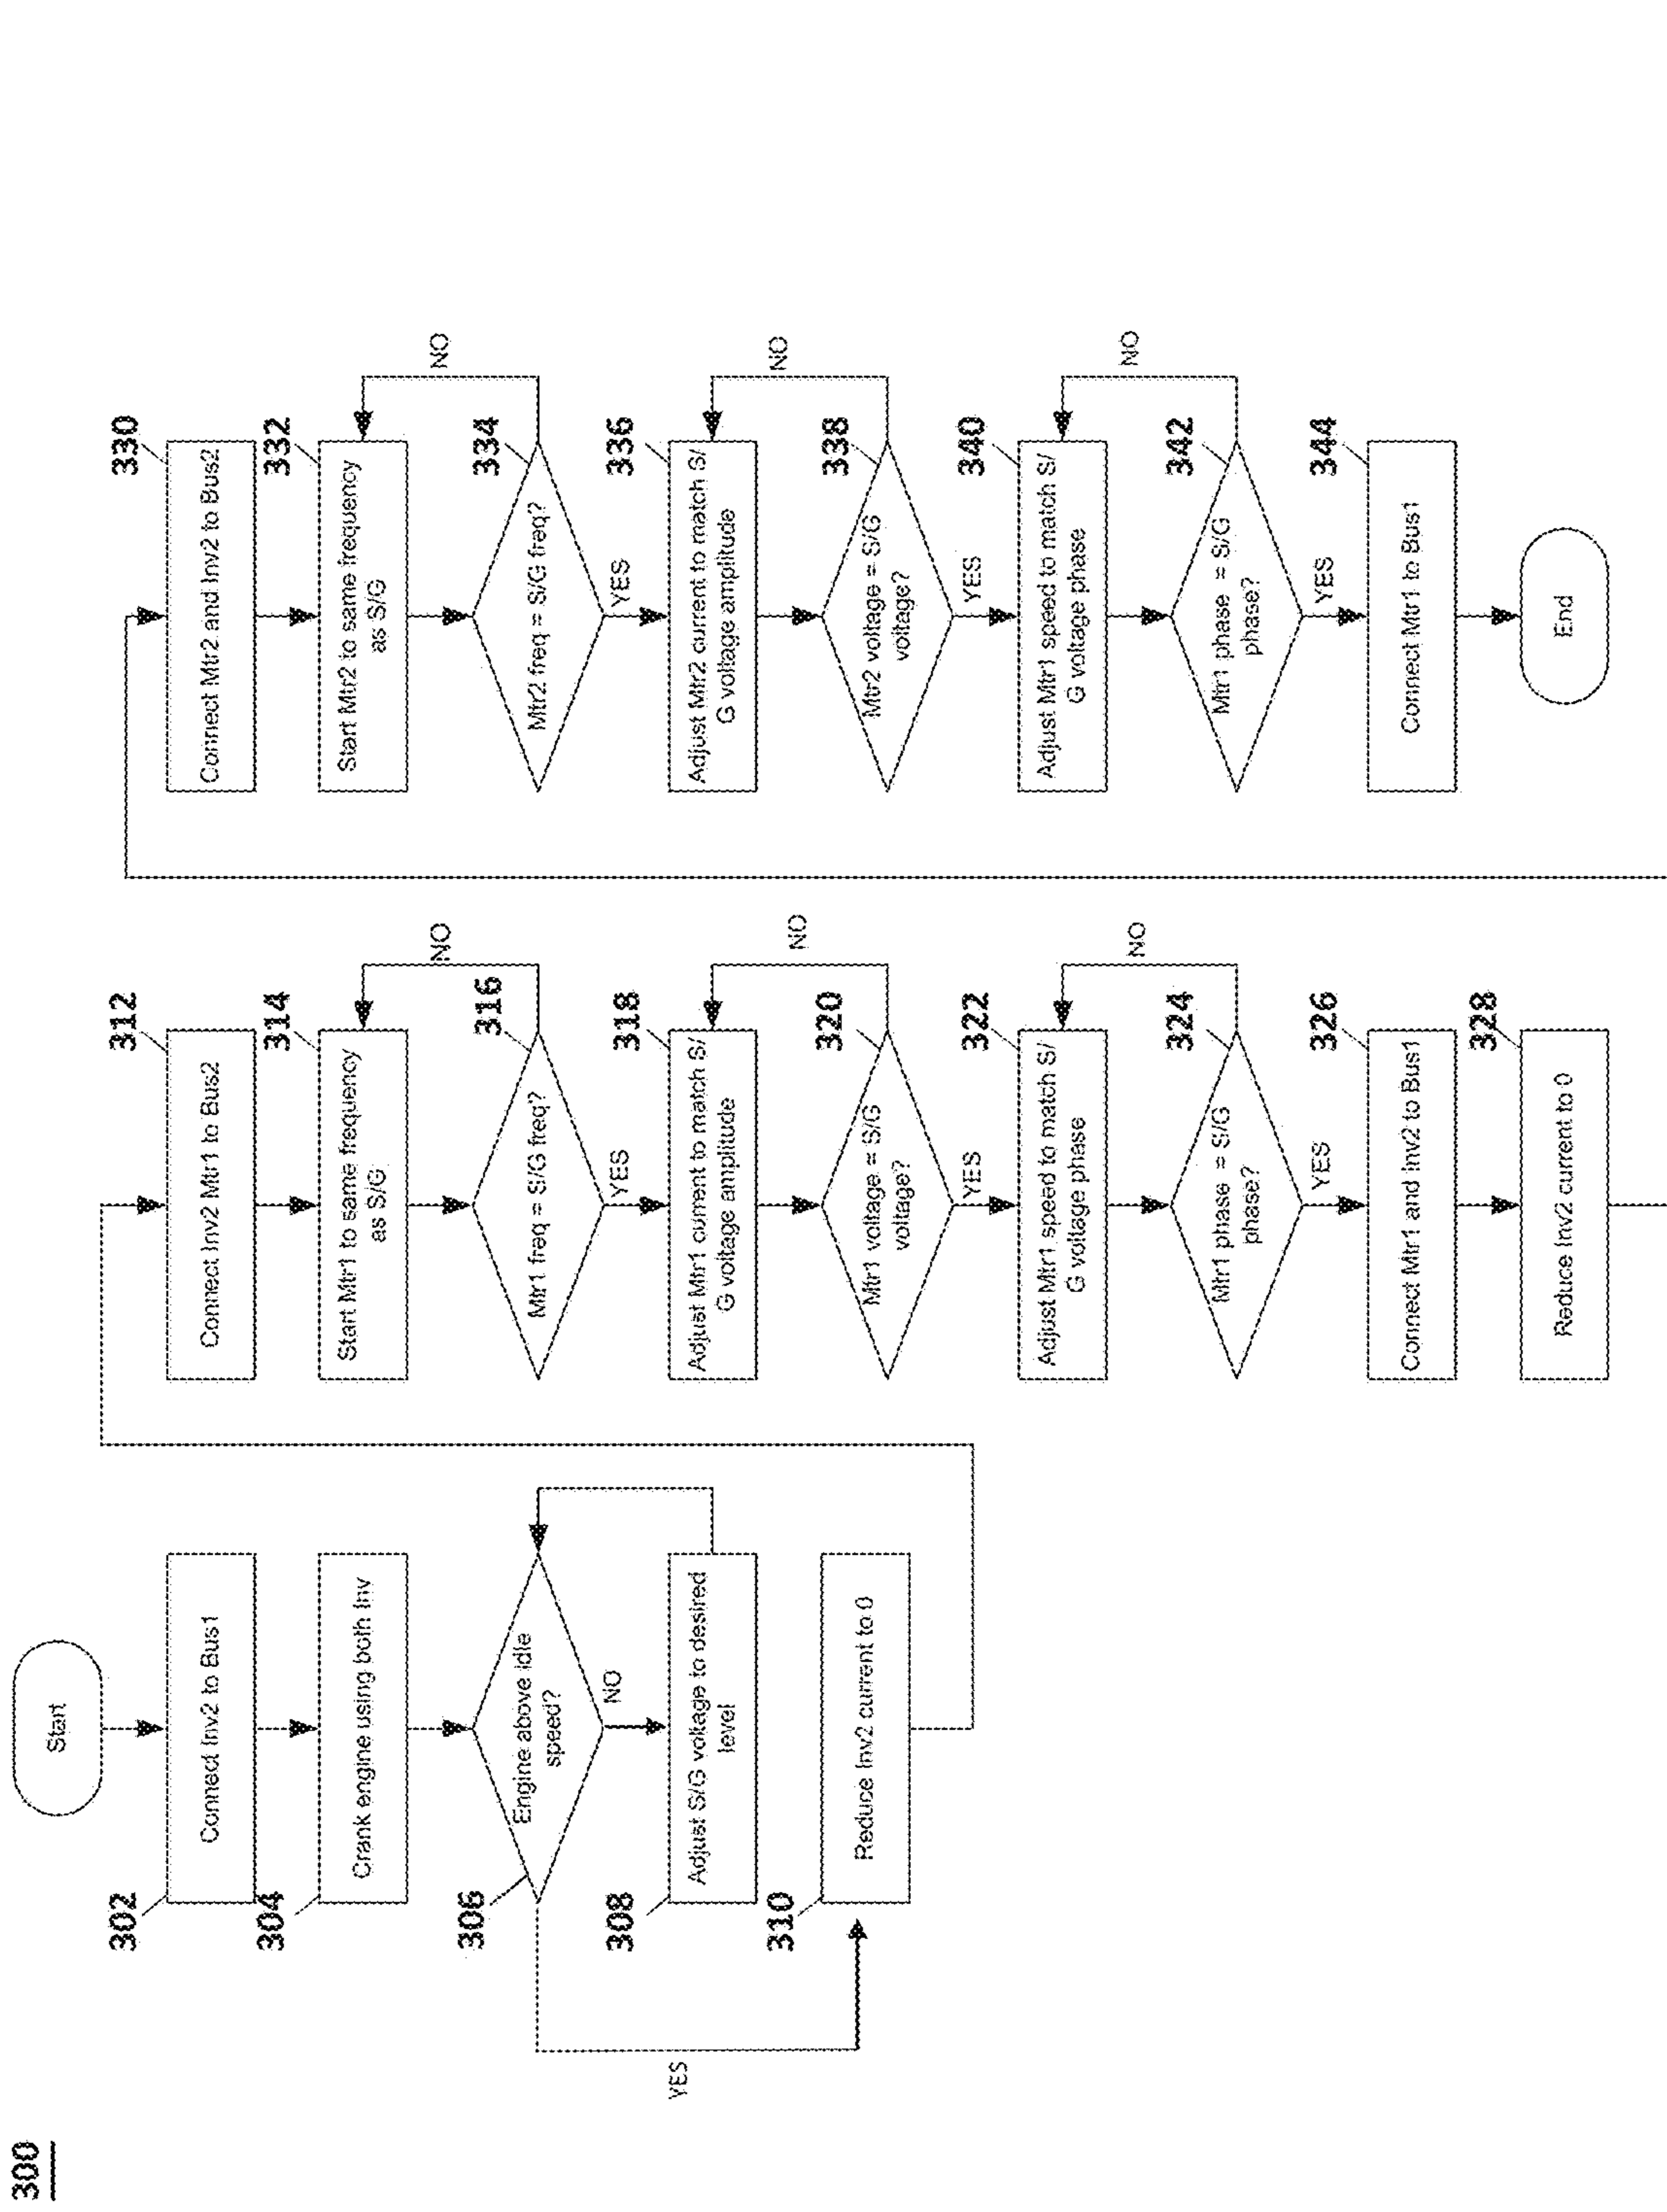 300
Start
302
Connect Inv2 to Bus1
304
Crank engine using both Inv
306
Engine above idle
speed?
NO
YES
308
Adjust S/G voltage to desired
level
310
Reduce Inv2 current to 0
312
Connect Inv2 Mtr1 to Bus2
314
Start Mtr1 to same frequency
as S/G
316
Mtr1 freq = S/G freq?
NO
YES
318
Adjust Mtr1 current to match S/
G voltage amplitude
320
Mtr1 voltage = S/G
voltage?
NO
YES
322
Adjust Mtr1 speed to match S/
G voltage phase
324
Mtr1 phase = S/G
phase?
NO
YES
326
Connect Mtr1 and Inv2 to Bus1
328
Reduce Inv2 current to 0
330
Connect Mtr2 and Inv2 to Bus2
332
Start Mtr2 to same frequency
as S/G
334
Mtr2 freq = S/G freq?
NO
YES
336
Adjust Mtr2 current to match S/
G voltage amplitude
338
Mtr2 voltage = S/G
voltage?
NO
YES
340
Adjust Mtr1 speed to match S/
G voltage phase
342
Mtr1 phase = S/G
phase?
NO
YES
344
Connect Mtr1 to Bus1
End